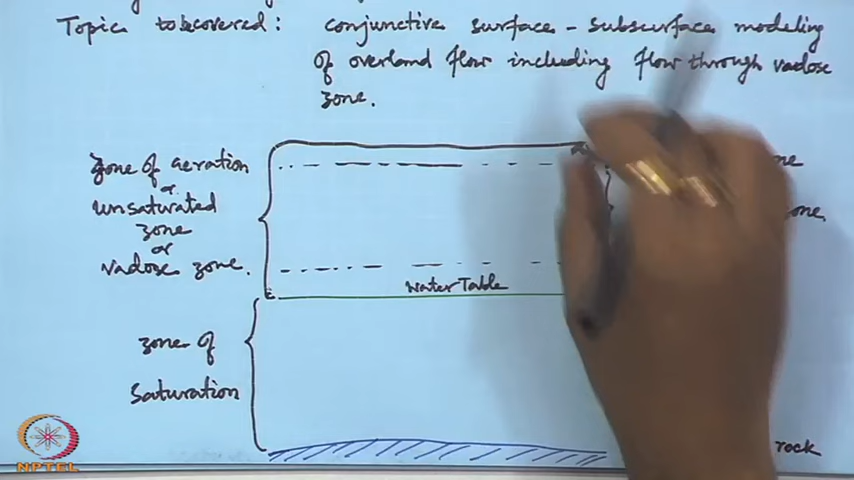 Topic to be covered : conjunctive surface - subsurface modeling
of overland flow including flow through vadose
zone.
zone of aeration
or
unsaturated
zone
or
vadose zone.
Water Table
zone of
saturation
rock
NPTEL